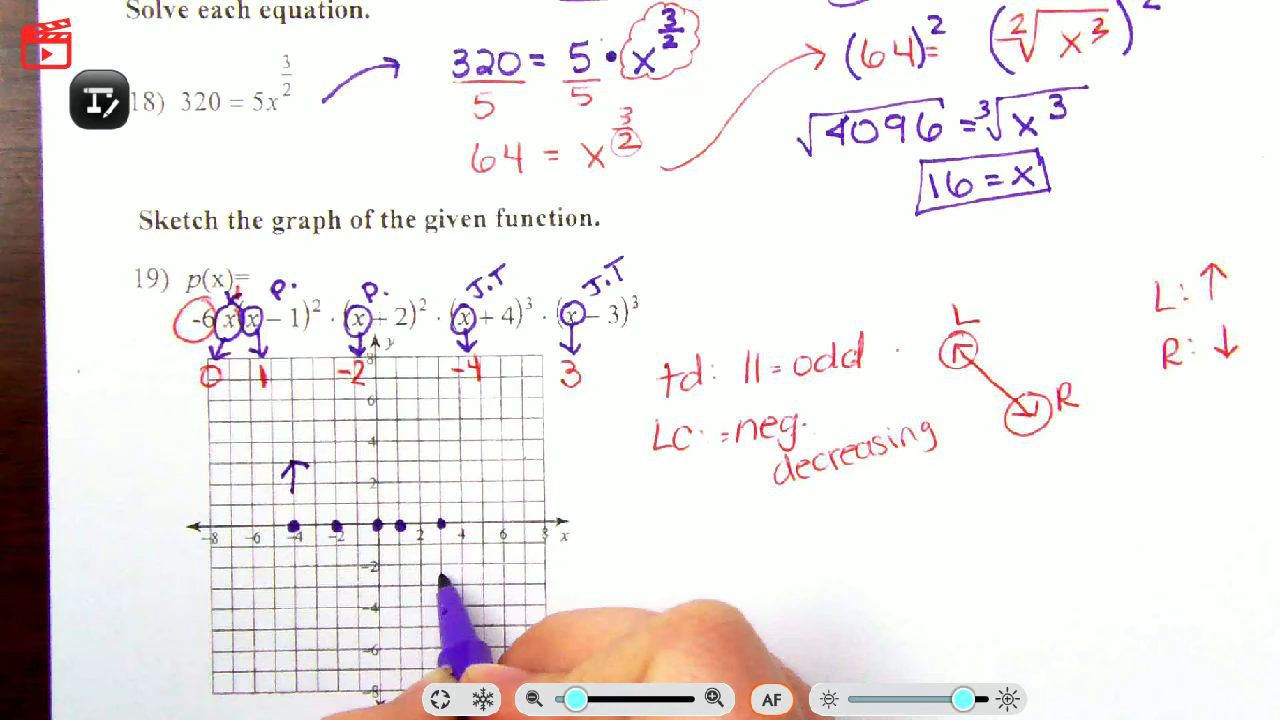 Solve each equation.
18) 320 = 5x^{3/2}
320 = 5 • x^{3/2}
5 5
64 = x^{3/2}
(64)^2 = (\sqrt[2]{x^3})^2
√4096 = ∛x^3
16 = x
Sketch the graph of the given function.
19) p(x)=
P. P. J.T J.T
-6x(x − 1)^2 · (x + 2)^2 · (x + 4)^3 · (x − 3)^3
0 1 -2 -4 3
td: 11 = odd
LC: = neg.
decreasing
L
R
L: ↑
R: ↓
y
8
6
4
2
-8 -6 -4 -2 2 4 6 8 x
-2
-4
-6
-8
AF